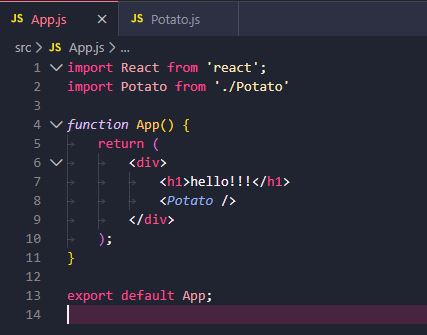 JS App.js × JS Potato.js
src > JS App.js > ...
1 import React from 'react';
2 import Potato from './Potato'
3
4 function App() {
5 return (
6 <div>
7 <h1>hello!!!</h1>
8 <Potato />
9 </div>
10 );
11 }
12
13 export default App;
14